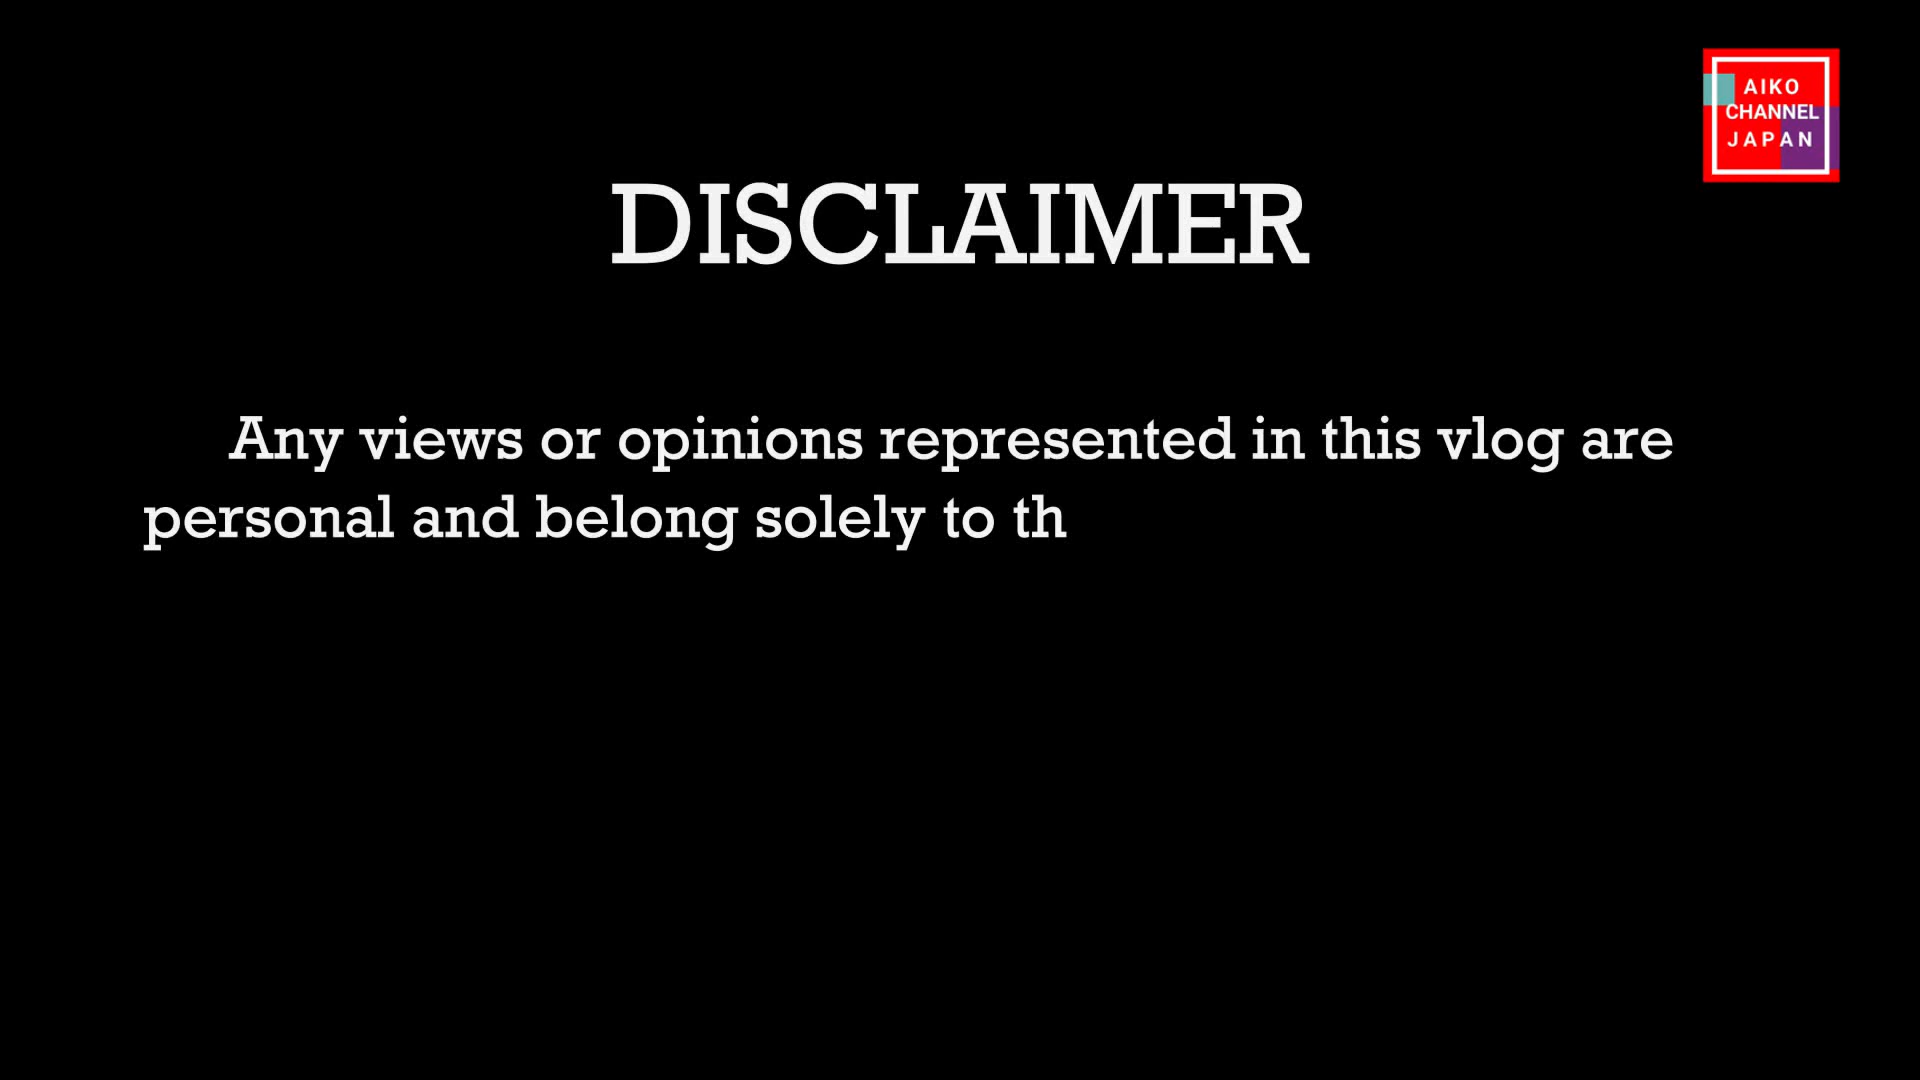 AIKO
CHANNEL
JAPAN
DISCLAIMER
Any views or opinions represented in this vlog are
personal and belong solely to th